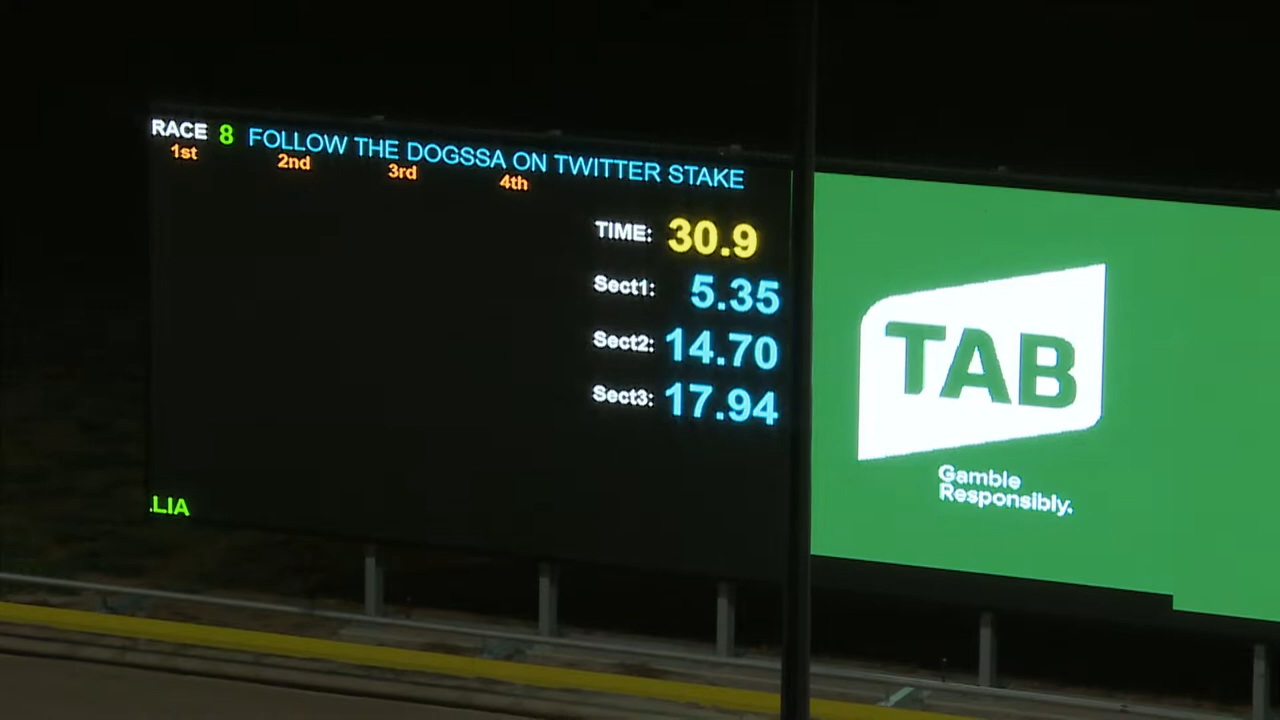 RACE 8 FOLLOW THE DOGSSA ON TWITTER STAKE
1st 2nd 3rd 4th
TIME: 30.9
Sect1: 5.35
Sect2: 14.70
Sect3: 17.94
.LIA
TAB
Gamble
Responsibly.